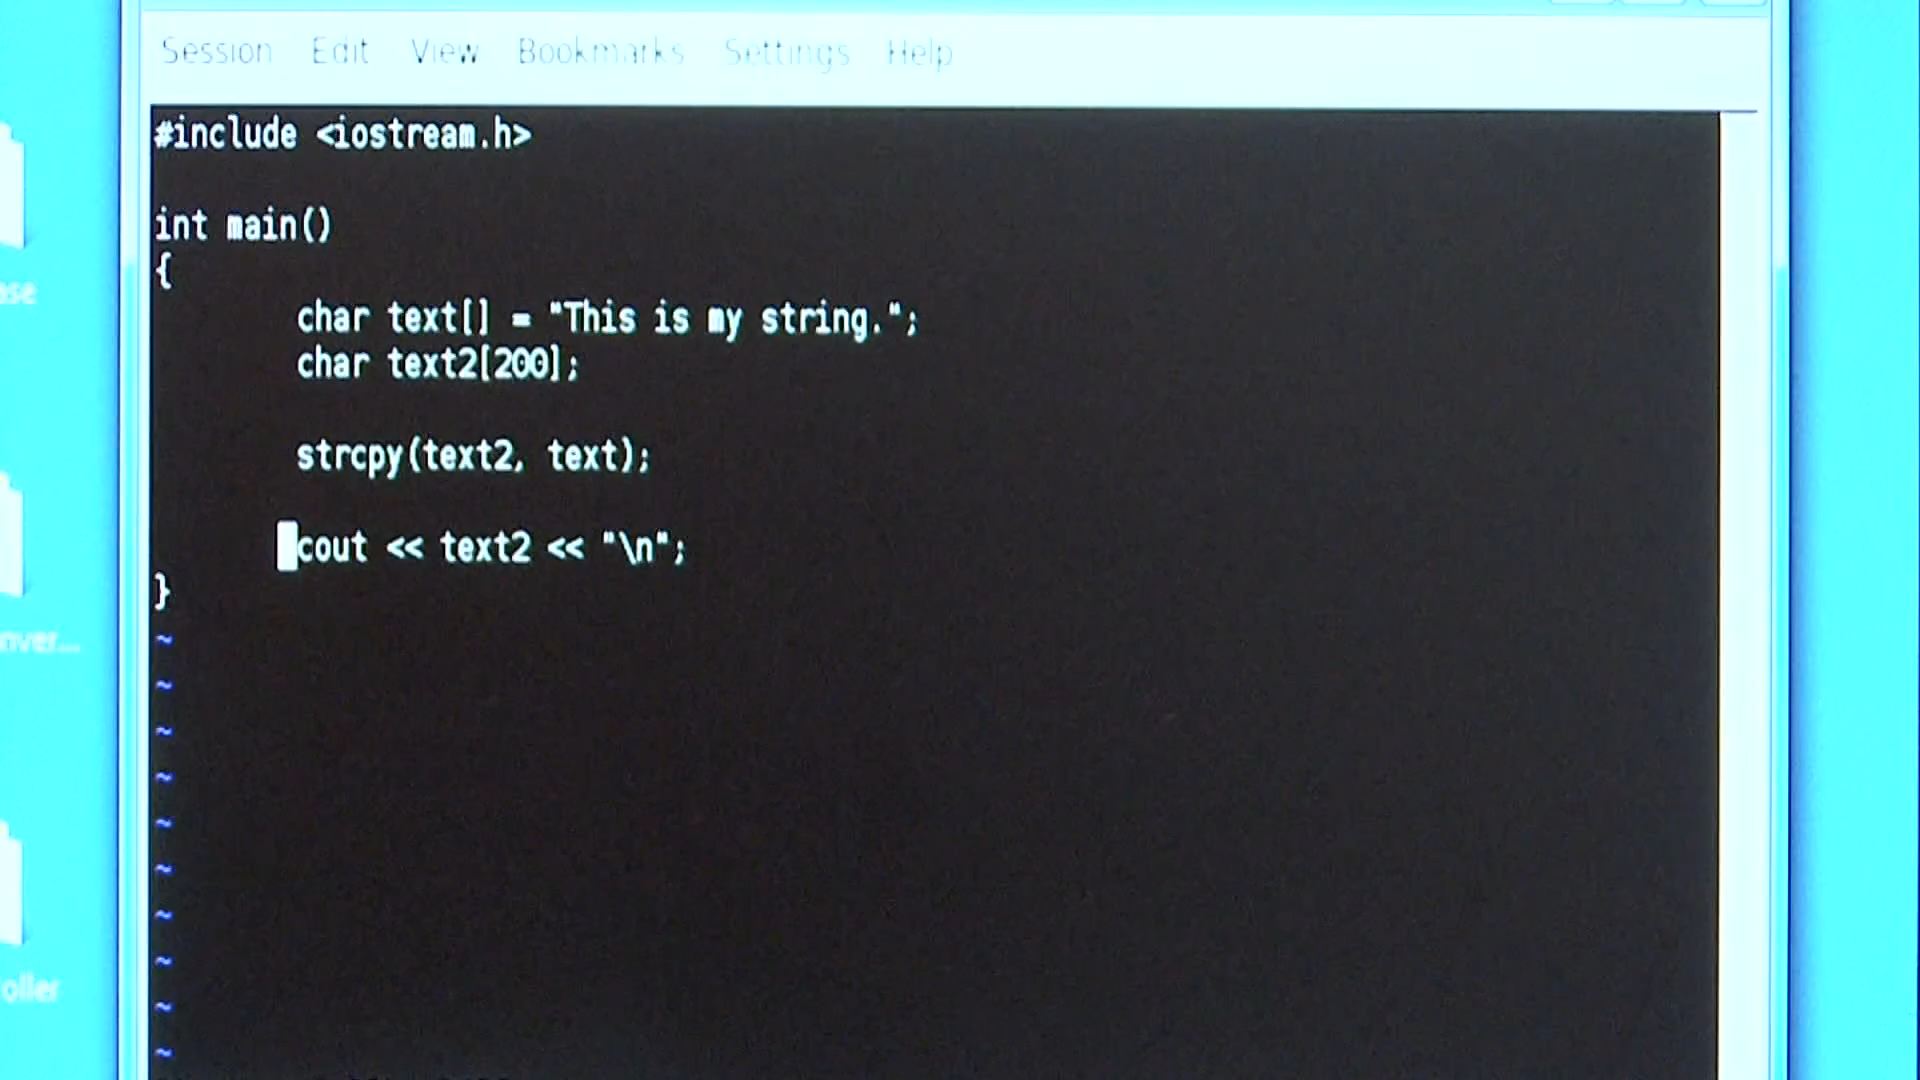 Session Edit View Bookmarks Settings Help
#include <iostream.h>
int main()
{
char text[] = "This is my string.";
char text2[200];
strcpy(text2, text);
cout << text2 << "\n";
}
~
~
~
~
~
~
~
~
~
~